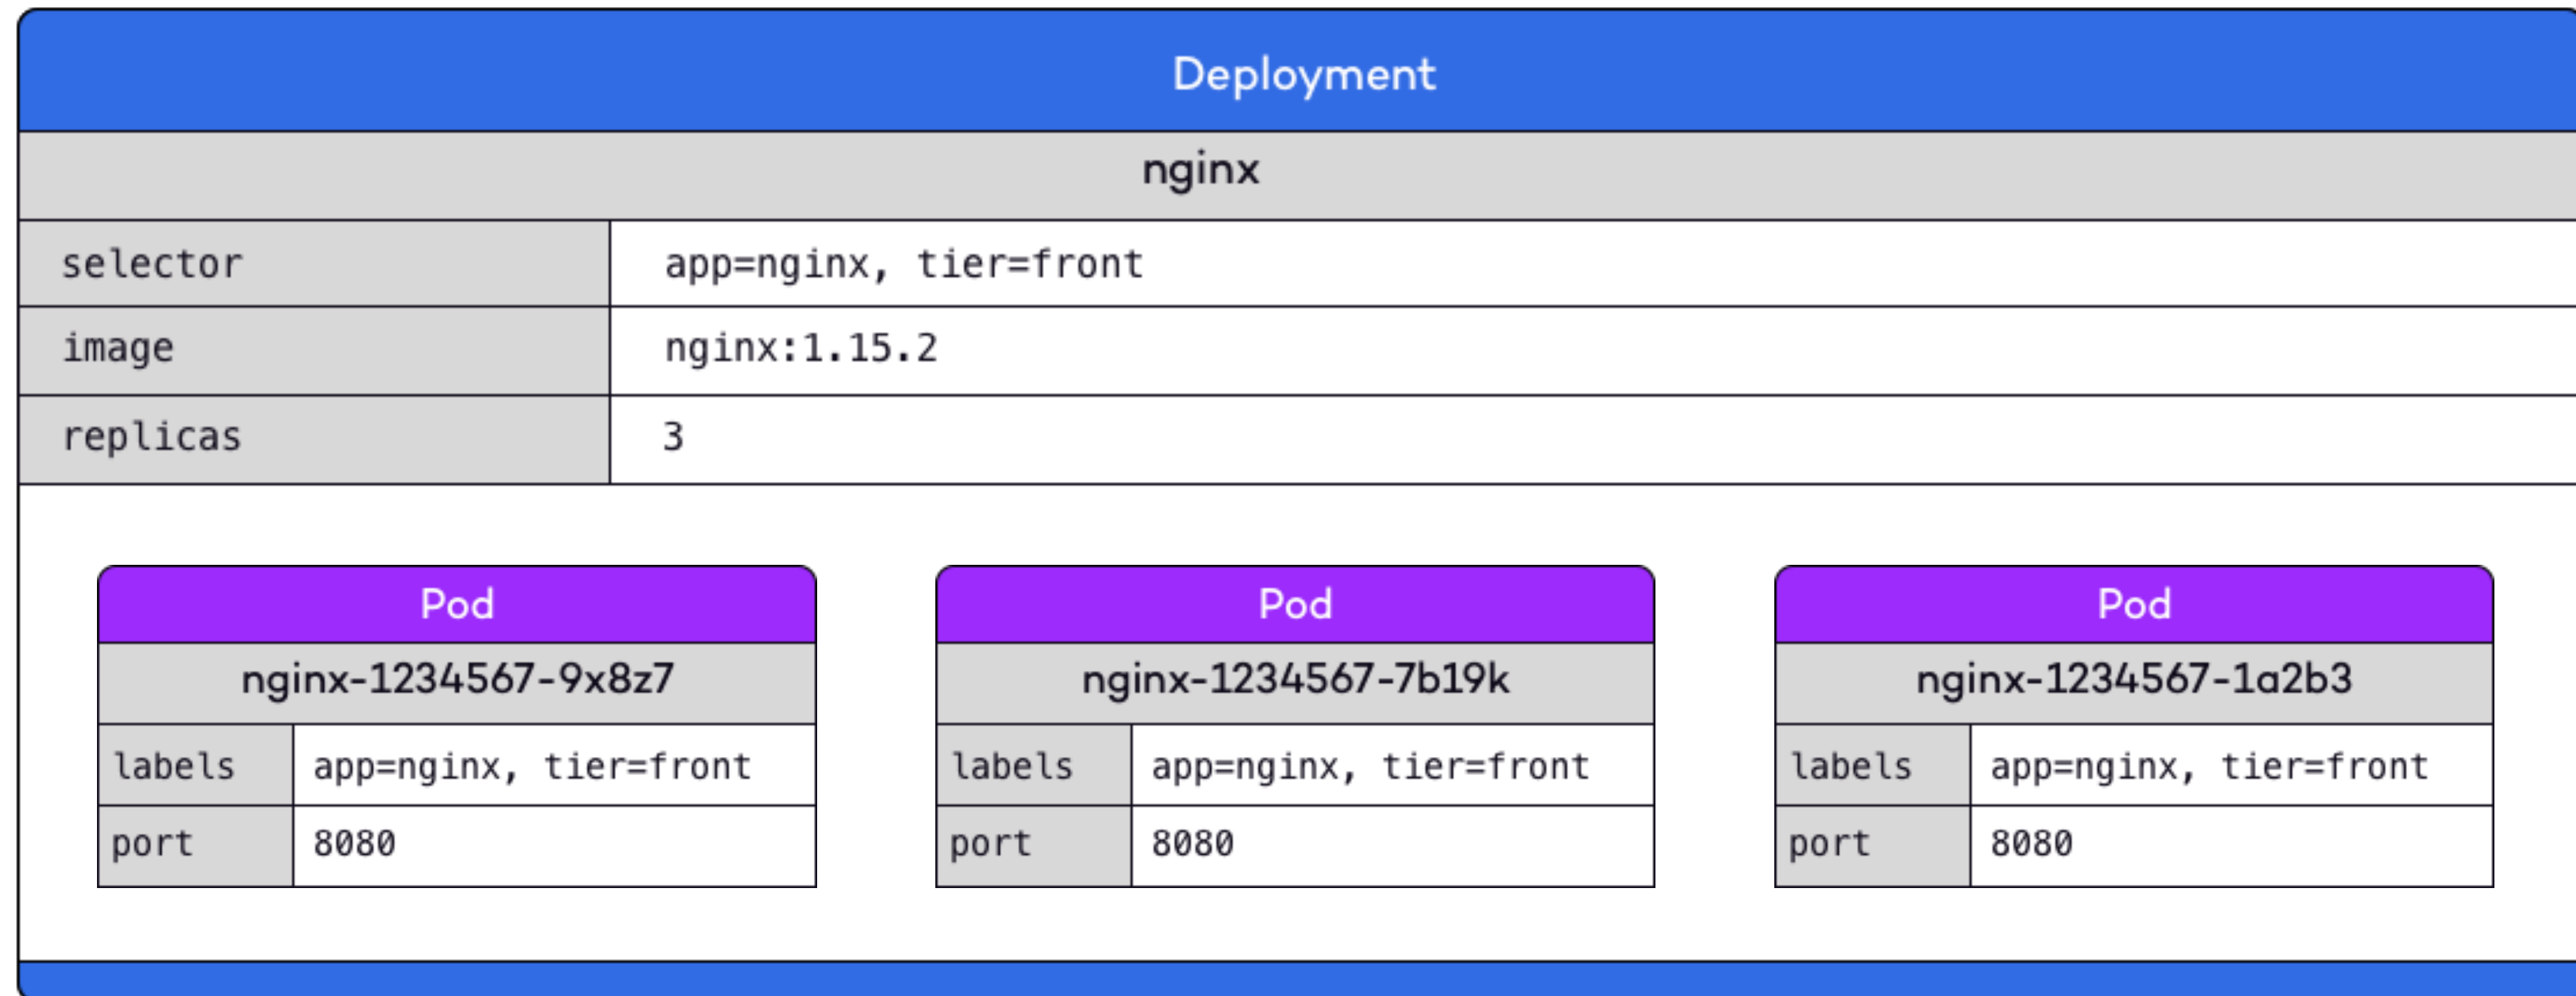 Deployment
nginx
selector app=nginx, tier=front
image nginx:1.15.2
replicas 3
Pod Pod Pod
nginx-1234567-9x8z7 nginx-1234567-7b19k nginx-1234567-1a2b3
labels app=nginx, tier=front labels app=nginx, tier=front labels app=nginx, tier=front
port 8080 port 8080 port 8080